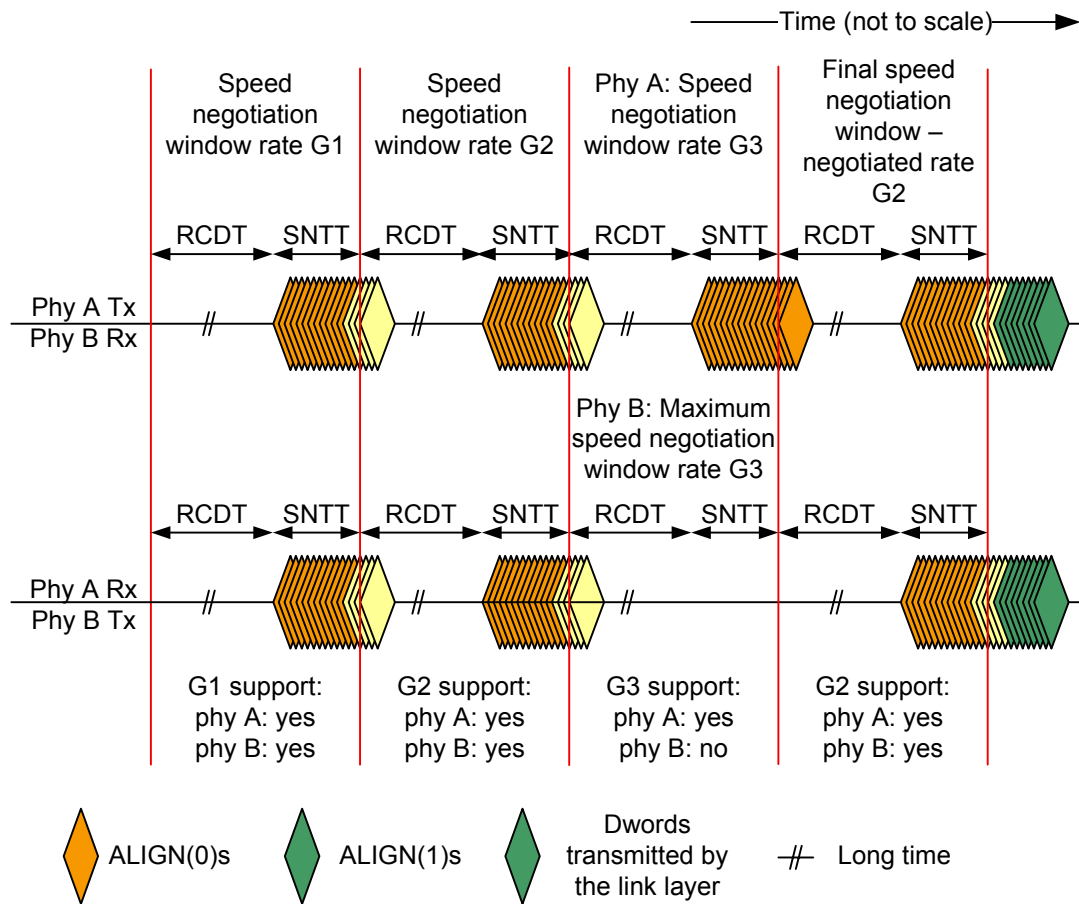 Time (not to scale)
Speed
negotiation
window rate G1
Speed
negotiation
window rate G2
Phy A: Speed
negotiation
window rate G3
Final speed
negotiation
window –
negotiated rate
G2
RCDT
SNTT
RCDT
SNTT
RCDT
SNTT
RCDT
SNTT
Phy A Tx
Phy B Rx
Phy B: Maximum
speed negotiation
window rate G3
RCDT
SNTT
RCDT
SNTT
RCDT
SNTT
RCDT
SNTT
Phy A Rx
Phy B Tx
G1 support:
phy A: yes
phy B: yes
G2 support:
phy A: yes
phy B: yes
G3 support:
phy A: yes
phy B: no
G2 support:
phy A: yes
phy B: yes
ALIGN(0)s
ALIGN(1)s
Dwords
transmitted by
the link layer
Long time